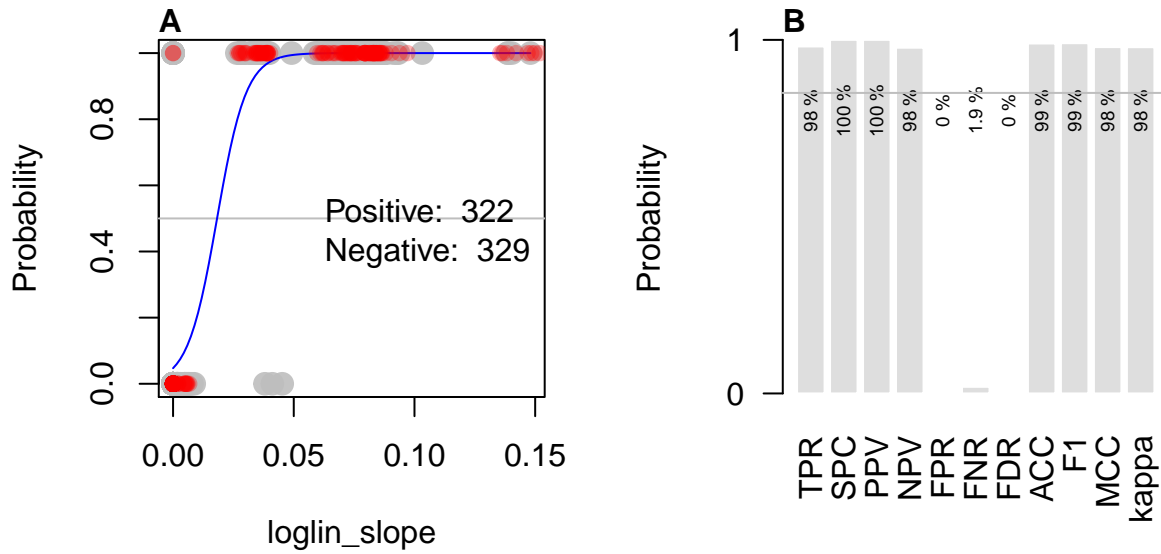 A
Probability
0.0
0.4
0.8
Positive: 322
Negative: 329
0.00
0.05
0.10
0.15
loglin_slope
B
Probability
1
0
98 %
100 %
100 %
98 %
0 %
1.9 %
0 %
99 %
99 %
98 %
98 %
TPR
SPC
PPV
NPV
FPR
FNR
FDR
ACC
F1
MCC
kappa